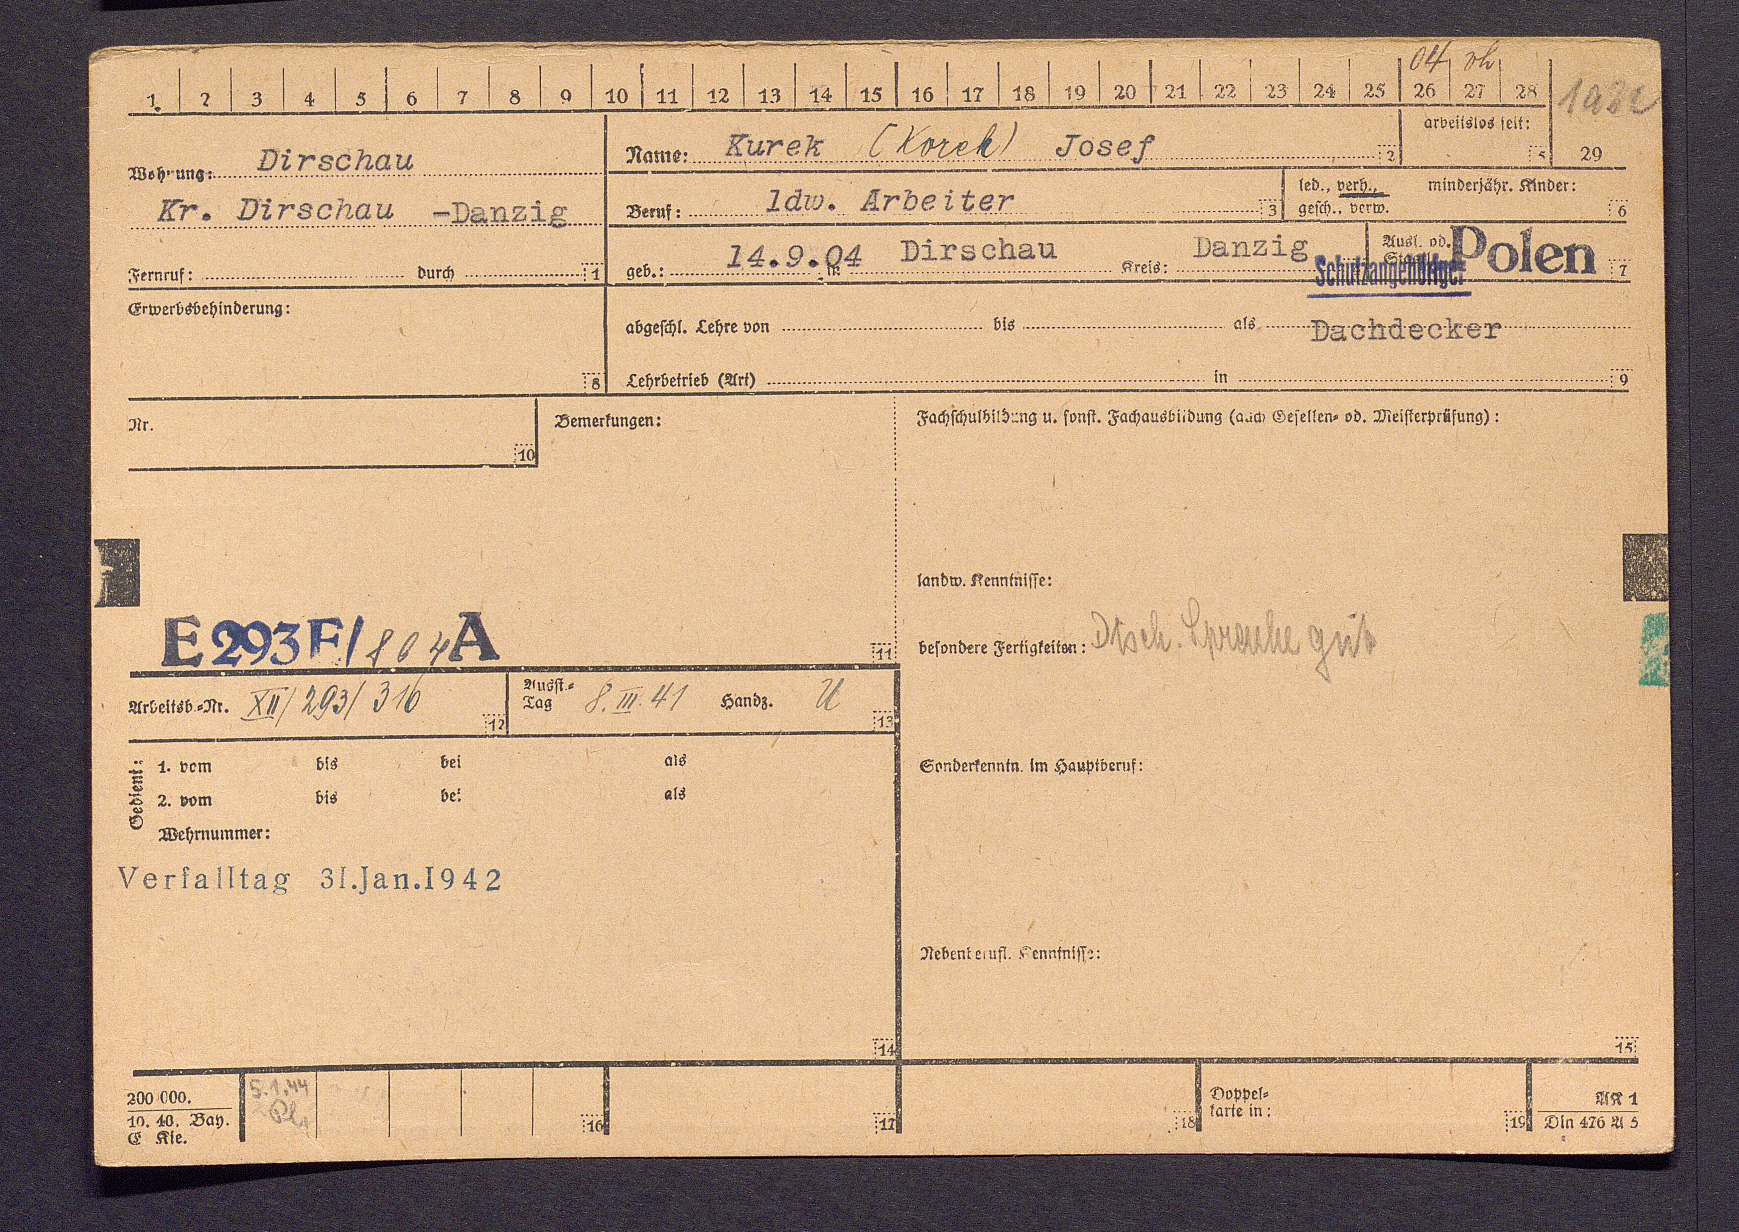 04
1 2 3 4 5 6 7 8 9 10 11 12 13 14 15 16 17 18 19 20 21 22 23 24 25 26 27 28
Wohnung: Dirschau
Kr. Dirschau -Danzig
Fernruf: durch 1
Name: Kurek (Korek) Josef 2
arbeitslos seit: 5 29
Beruf: ldw. Arbeiter 3
led., verh., gesch., verw.
minderjähr. Kinder: 6
geb.: 14.9.04 in Dirschau Kreis: Danzig
Ausl. od. Polen 7
Schutzangehöriger
Erwerbsbehinderung: 8
abgeschl. Lehre von bis als Dachdecker
Lehrbetrieb (Art) in 9
Nr. 10
Bemerkungen:
Fachschulbildung u. sonst. Fachausbildung (auch Gesellen- od. Meisterprüfung):
landw. Kenntnisse:
E 293 F/ 804 A 11
besondere Fertigkeiten: Dtsch. Sprache gut
Arbeitsb.-Nr. XII/293/316 12
Ausst.-Tag 8.III.41 Handz. 13
Gedient:
1. vom bis bei als
2. vom bis bei als
Wehrnummer:
Sonderkenntn. im Hauptberuf:
Verfalltag 31.Jan.1942
Nebenberufl. Kenntnisse:
14
15
200 000.
10. 40. Bay.
C Kle.
5.1.44
16
17
18
Doppel-
karte in: 19
AK 1
Din 476 A 5